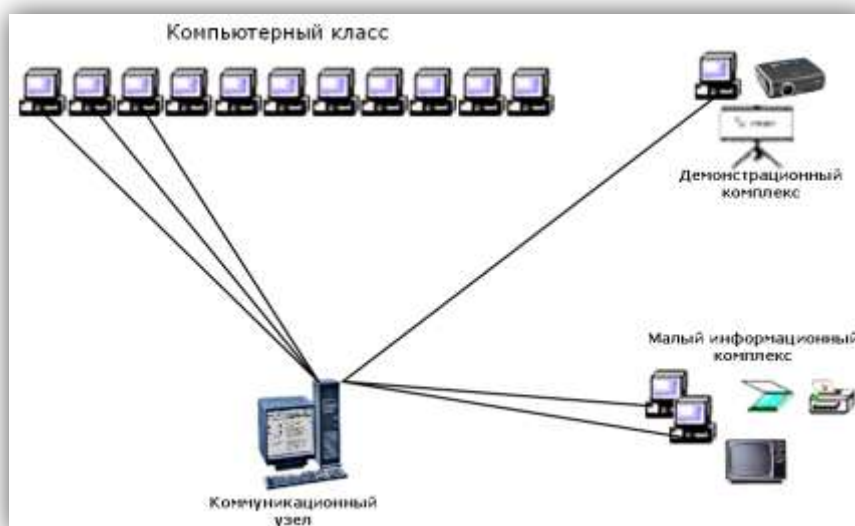 Компьютерный класс
Демонстрационный
комплекс
Малый информационный
комплекс
Коммуникационный
узел